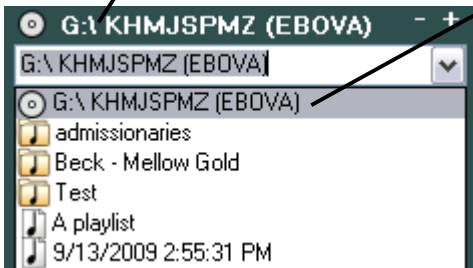 G:\ KHMJSPMZ (EBOVA) - +
G:\ KHMJSPMZ (EBOVA)
G:\ KHMJSPMZ (EBOVA)
admissionaries
Beck - Mellow Gold
Test
A playlist
9/13/2009 2:55:31 PM